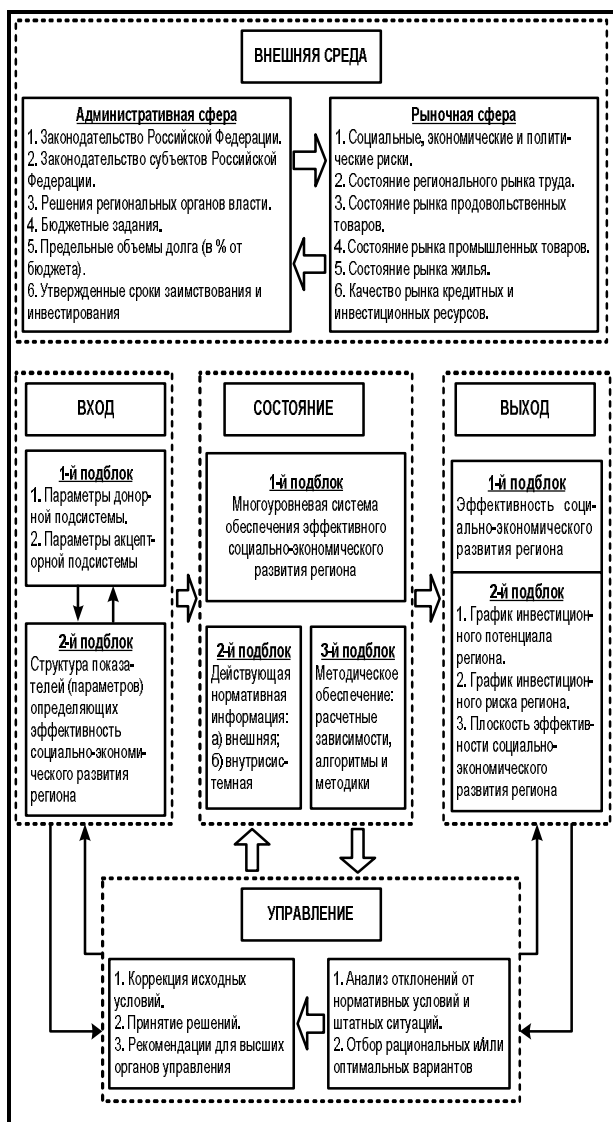 ВНЕШНЯЯ СРЕДА
Административная сфера
1. Законодательство Российской Федерации.
2. Законодательство субъектов Российской
Федерации.
3. Решения региональных органов власти.
4. Бюджетные задания.
5. Предельные объемы долга (в % от
бюджета).
6. Утвержденные сроки заимствования и
инвестирования
Рыночная сфера
1. Социальные, экономические и полити-
ческие риски.
2. Состояние регионального рынка труда.
3. Состояние рынка продовольственных
товаров.
4. Состояние рынка промышленных товаров.
5. Состояние рынка жилья.
6. Качество рынка кредитных и
инвестиционных ресурсов.
ВХОД
1-й подблок
1. Параметры донор-
ной подсистемы.
2. Параметры акцеп-
торной подсистемы
2-й подблок
Структура показа-
телей (параметров)
определяющих
эффективность
социально-экономи-
ческого развития
региона
СОСТОЯНИЕ
1-й подблок
Многоуровневая система
обеспечения эффективного
социально-экономического
развития региона
2-й подблок
Действующая
нормативная
информация:
а) внешняя;
б) внутрисис-
темная
3-й подблок
Методическое
обеспечение:
расчетные
зависимости,
алгоритмы и
методики
ВЫХОД
1-й подблок
Эффективность соци-
ально-экономического
развития региона
2-й подблок
1. График инвестицион-
ного потенциала
региона.
2. График инвестицион-
ного риска региона.
3. Плоскость эффектив-
ности социально-
экономического
развития региона
УПРАВЛЕНИЕ
1. Коррекция исходных
условий.
2. Принятие решений.
3. Рекомендации для высших
органов управления
1. Анализ отклонений от
нормативных условий и
штатных ситуаций.
2. Отбор рациональных и/или
оптимальных вариантов